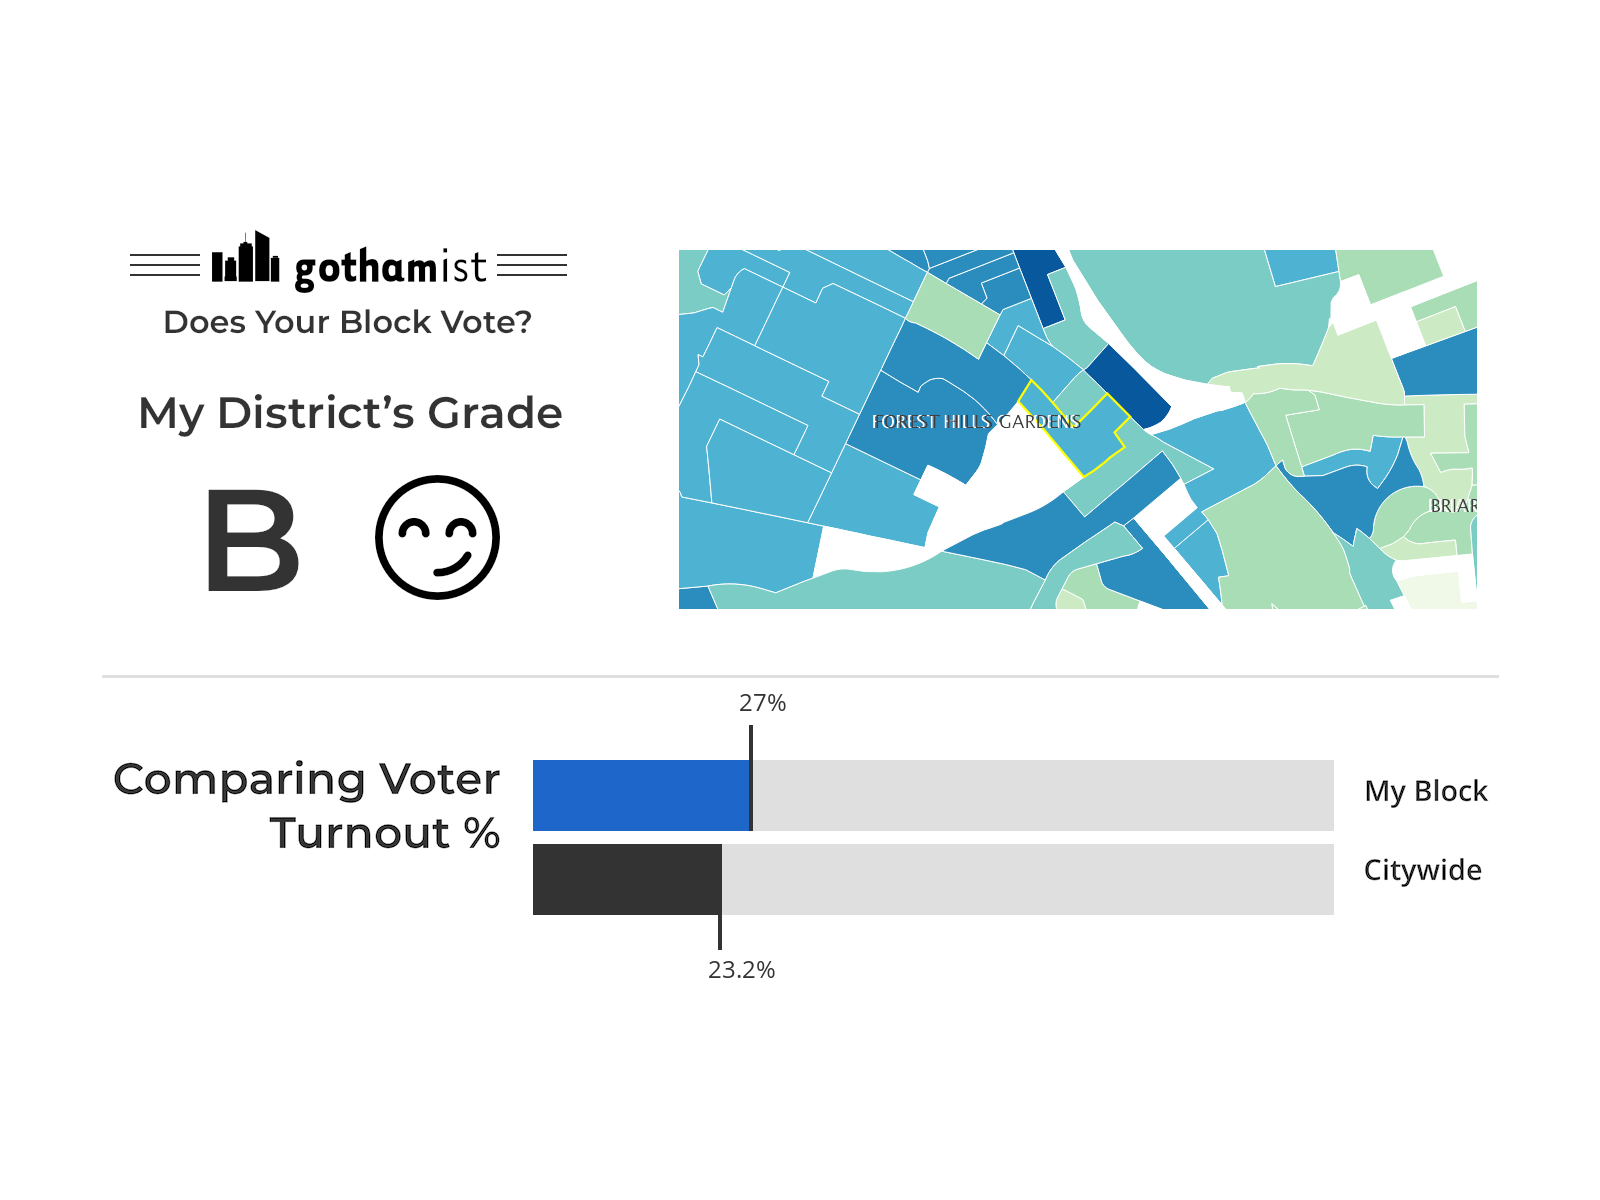 gothamist
Does Your Block Vote?
My District's Grade
B
FOREST HILLS GARDENS
BRIAR
27%
Comparing Voter
Turnout %
My Block
Citywide
23.2%